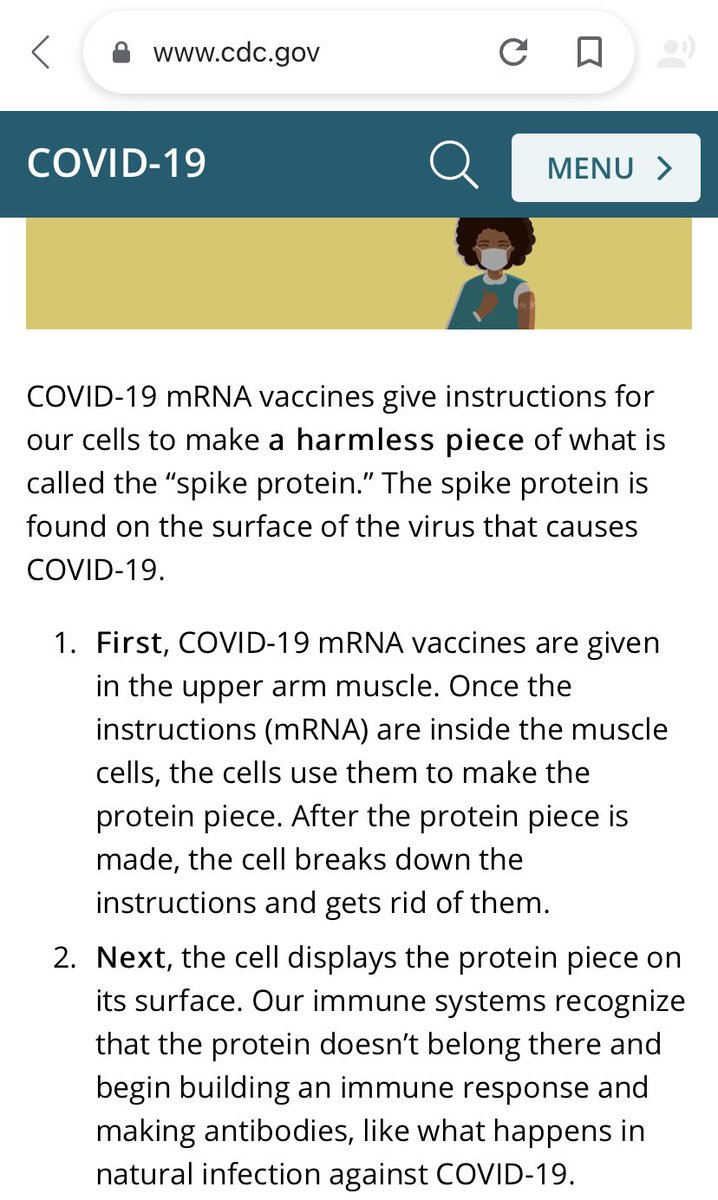 www.cdc.gov
COVID-19
MENU
COVID-19 mRNA vaccines give instructions for
our cells to make a harmless piece of what is
called the “spike protein.” The spike protein is
found on the surface of the virus that causes
COVID-19.
1. First, COVID-19 mRNA vaccines are given
in the upper arm muscle. Once the
instructions (mRNA) are inside the muscle
cells, the cells use them to make the
protein piece. After the protein piece is
made, the cell breaks down the
instructions and gets rid of them.
2. Next, the cell displays the protein piece on
its surface. Our immune systems recognize
that the protein doesn’t belong there and
begin building an immune response and
making antibodies, like what happens in
natural infection against COVID-19.